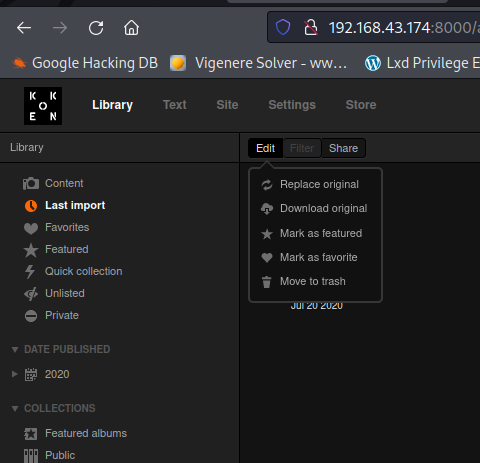 192.168.43.174:8000/a
Google Hacking DB Vigenere Solver - ww… Lxd Privilege E
KOKEN Library Text Site Settings Store
Library Edit Filter Share
Content
Last import
Favorites
Featured
Quick collection
Unlisted
Private
DATE PUBLISHED
2020
COLLECTIONS
Featured albums
Public
Replace original
Download original
Mark as featured
Mark as favorite
Move to trash
Jul 20 2020